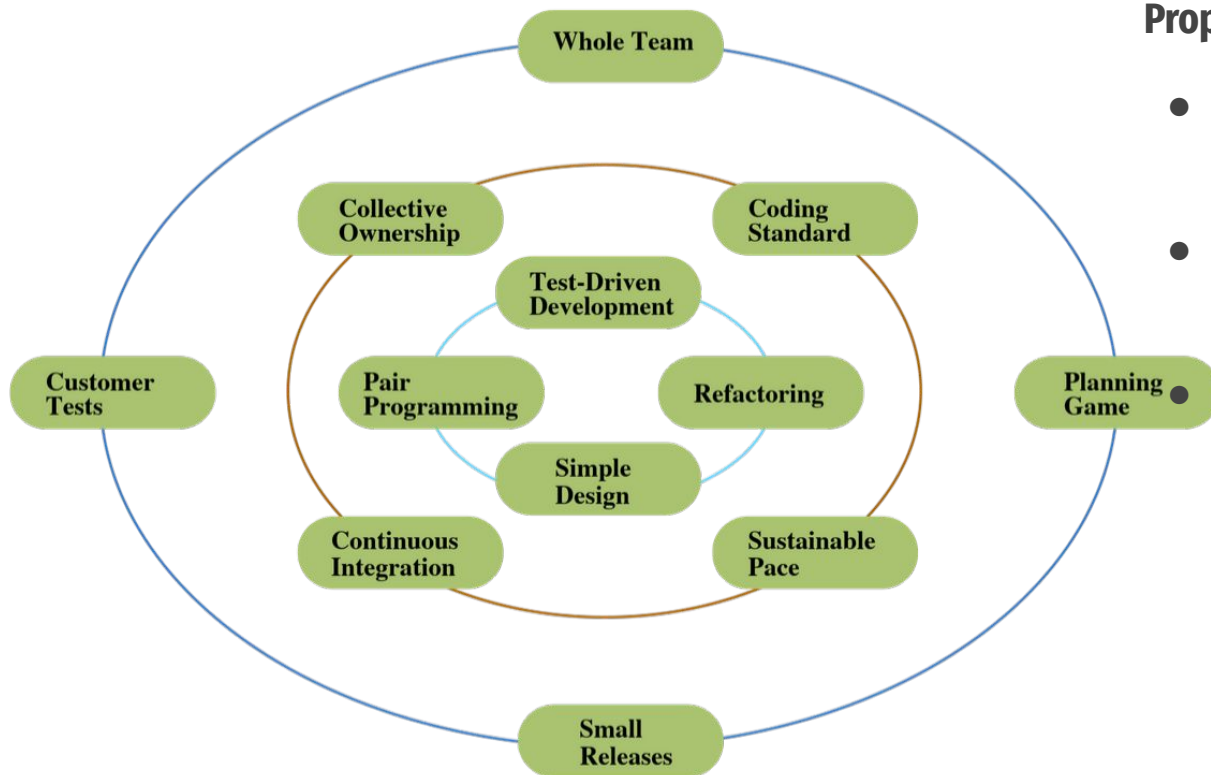 Prop
Whole Team
Collective
Ownership
Coding
Standard
Test-Driven
Development
Customer
Tests
Pair
Programming
Refactoring
Planning
Game
Simple
Design
Continuous
Integration
Sustainable
Pace
Small
Releases